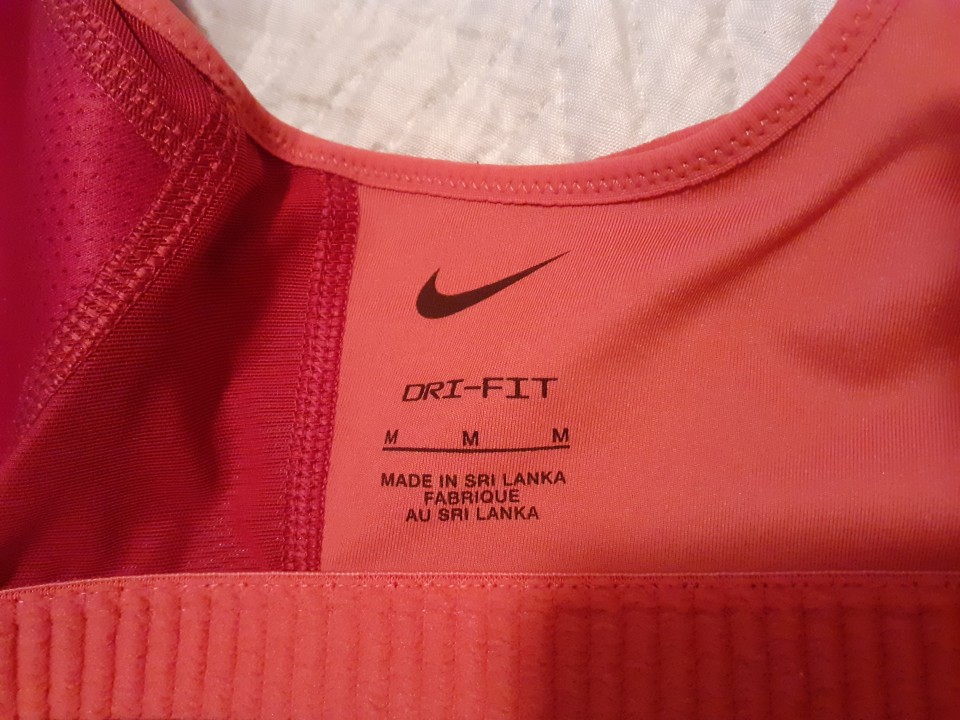 DRI-FIT
M M M
MADE IN SRI LANKA
FABRIQUE
AU SRI LANKA